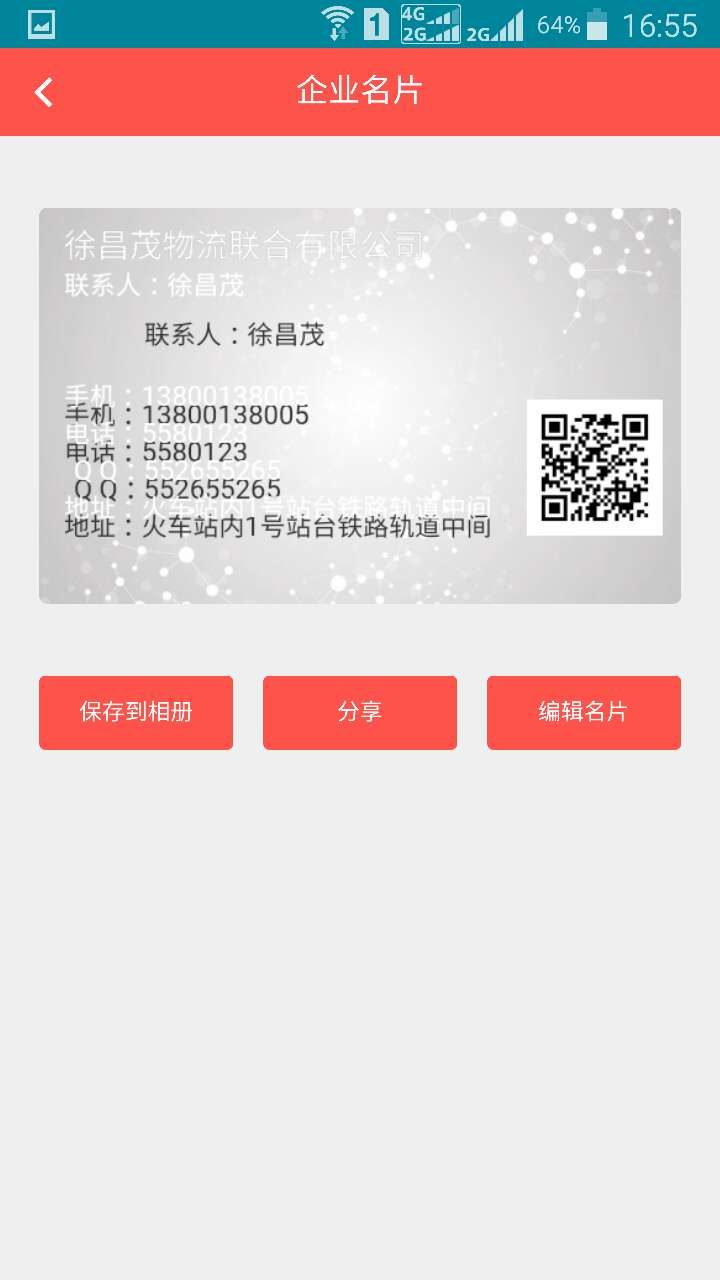 1 4G 2G 2G 64% 16:55
企业名片
徐昌茂物流联合有限公司
联系人：徐昌茂
联系人：徐昌茂
手机：13800138005
手机：13800138005
电话：5580123
电话：5580123
Q Q：552655265
Q Q：552655265
地址：火车站内1号站台铁路轨道中间
地址：火车站内1号站台铁路轨道中间
保存到相册 分享 编辑名片